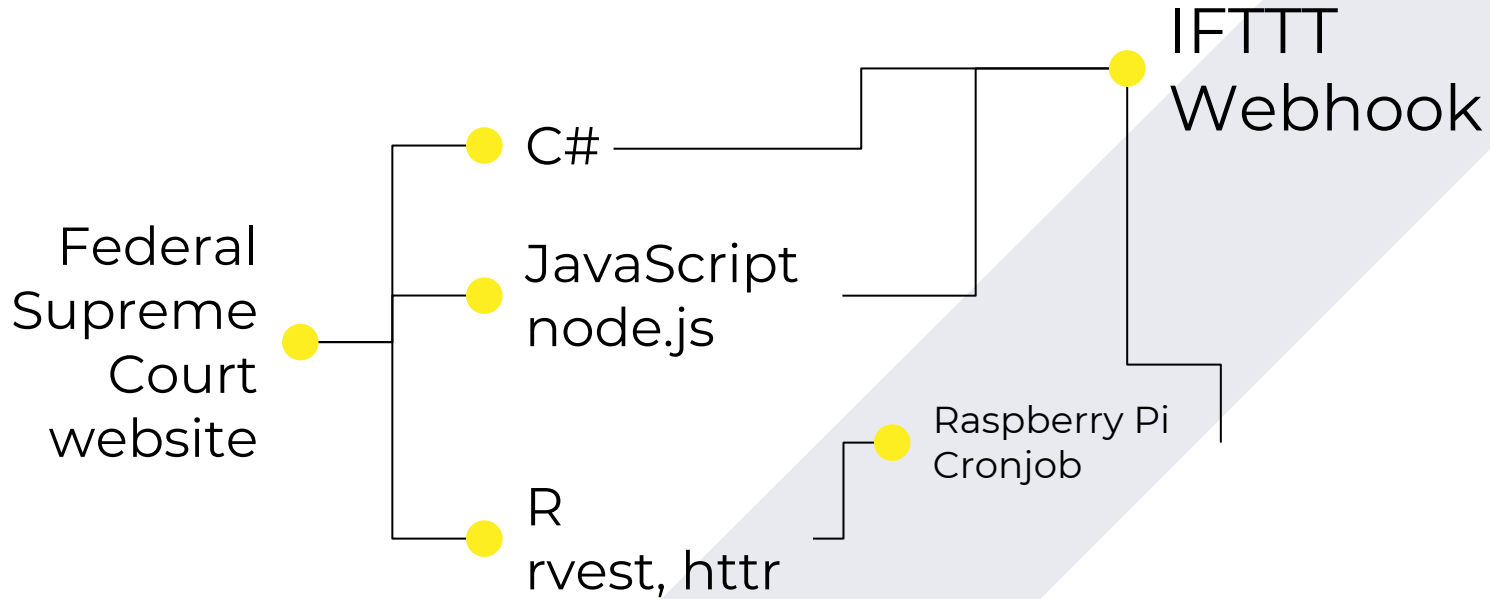 IFTTT
Webhook
C#
Federal
Supreme
Court
website
JavaScript
node.js
Raspberry Pi
Cronjob
R
rvest, httr